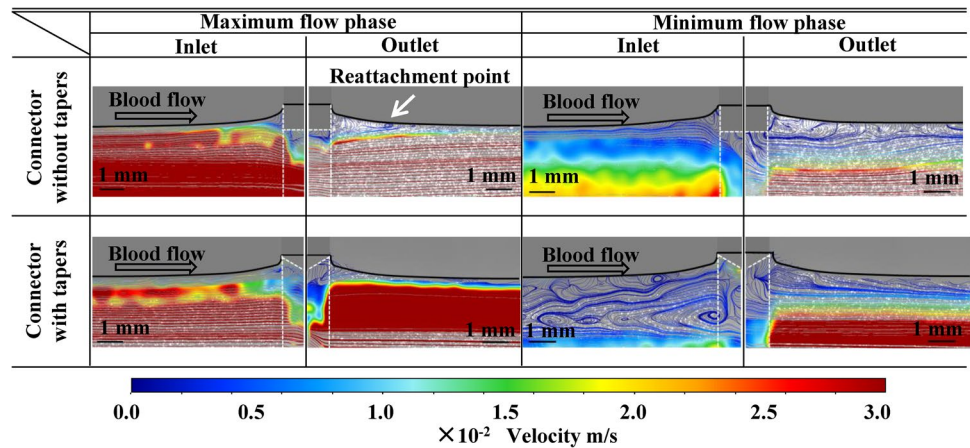 Maximum flow phase
Minimum flow phase
Inlet
Outlet
Inlet
Outlet
Connector
without tapers
Blood flow
1 mm
Reattachment point
1 mm
Blood flow
1 mm
1 mm
Connector
with tapers
Blood flow
1 mm
1 mm
Blood flow
1 mm
1 mm
0.0 0.5 1.0 1.5 2.0 2.5 3.0
×10⁻² Velocity m/s